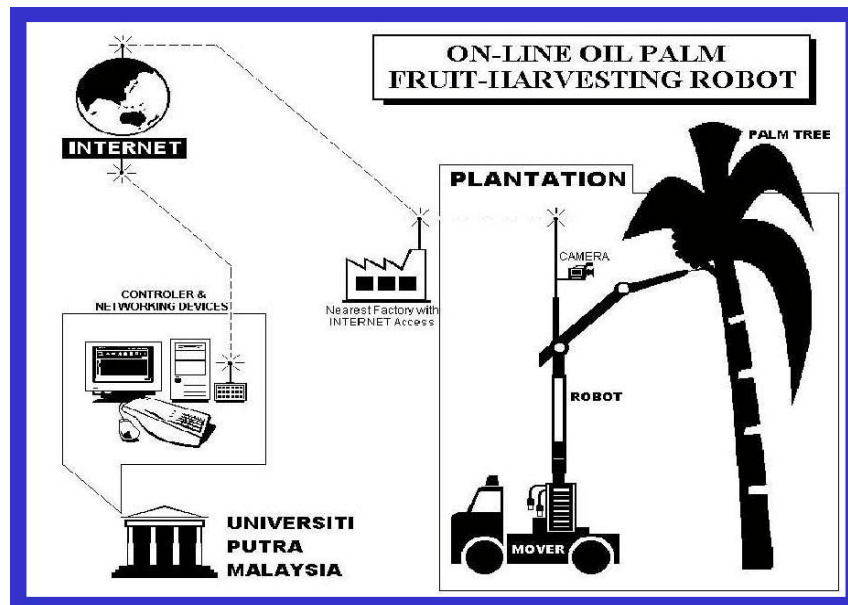 ON-LINE OIL PALM
FRUIT-HARVESTING ROBOT
INTERNET
PALM TREE
PLANTATION
CAMERA
Nearest Factory with
INTERNET Access
CONTROLER &
NETWORKING DEVICES
ROBOT
MOVER
UNIVERSITI
PUTRA
MALAYSIA